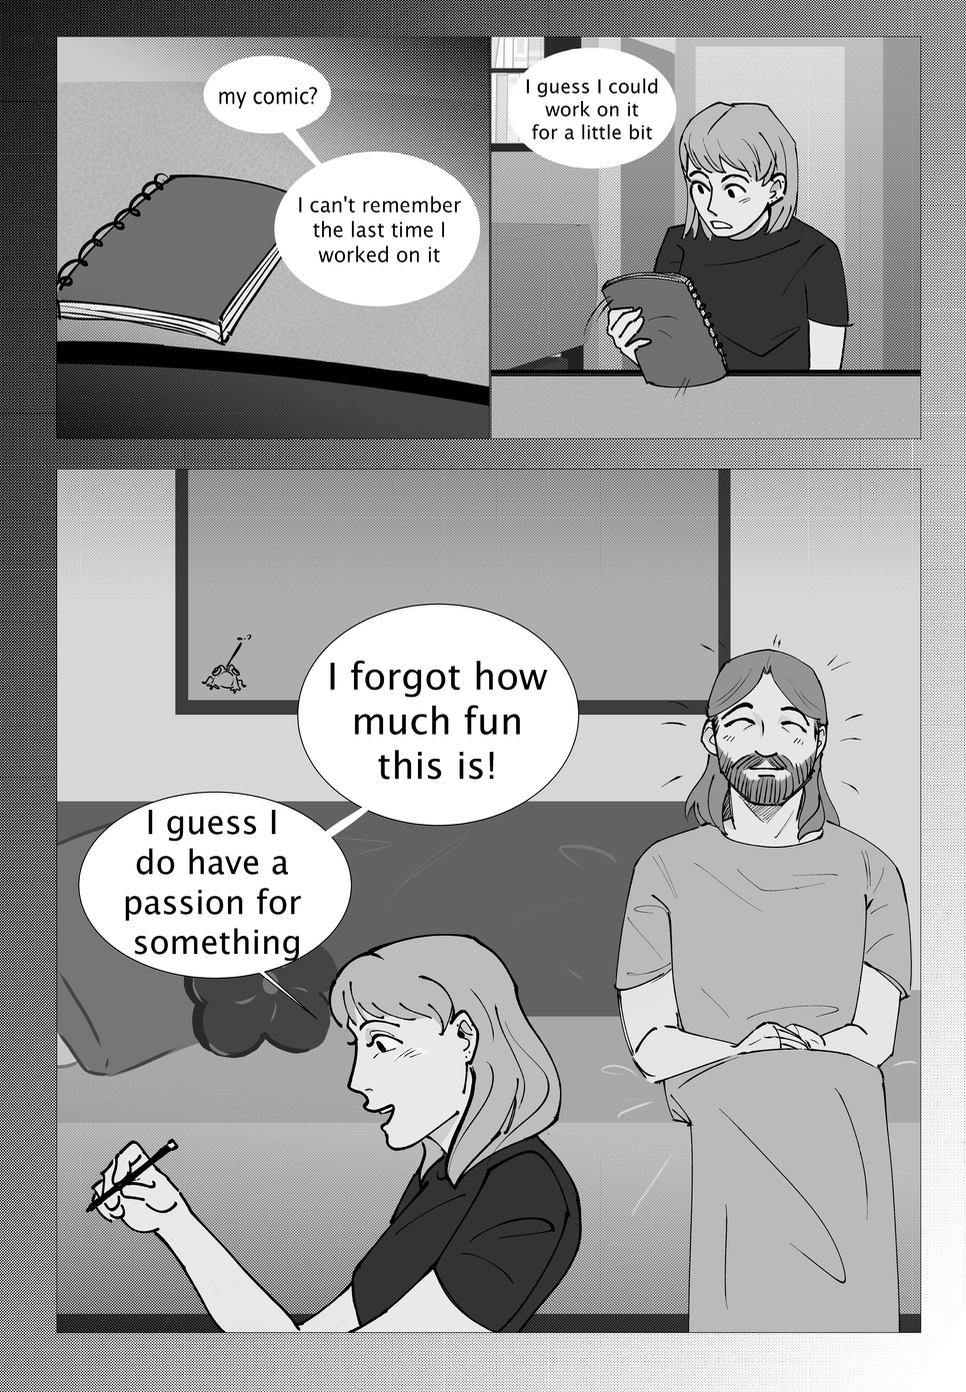 my comic?
I can't remember
the last time I
worked on it
I guess I could
work on it
for a little bit
I forgot how
much fun
this is!
I guess I
do have a
passion for
something